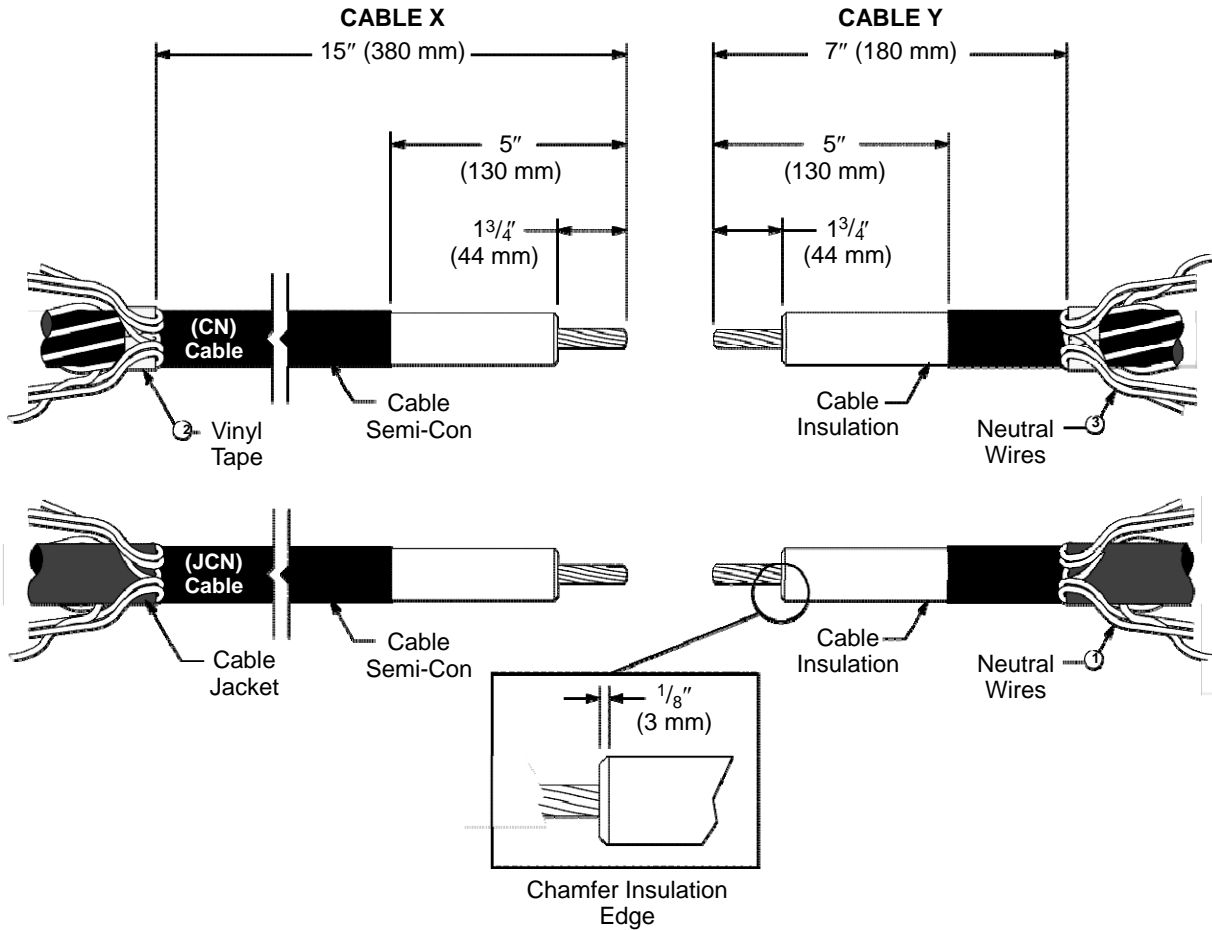 CABLE X
CABLE Y
15″ (380 mm)
7″ (180 mm)
5″
(130 mm)
5″
(130 mm)
1 3/4″
(44 mm)
1 3/4″
(44 mm)
(CN)
Cable
2
Vinyl
Tape
Cable
Semi-Con
Cable
Insulation
3
Neutral
Wires
(JCN)
Cable
Cable
Jacket
Cable
Semi-Con
Cable
Insulation
1
Neutral
Wires
1/8″
(3 mm)
Chamfer Insulation
Edge